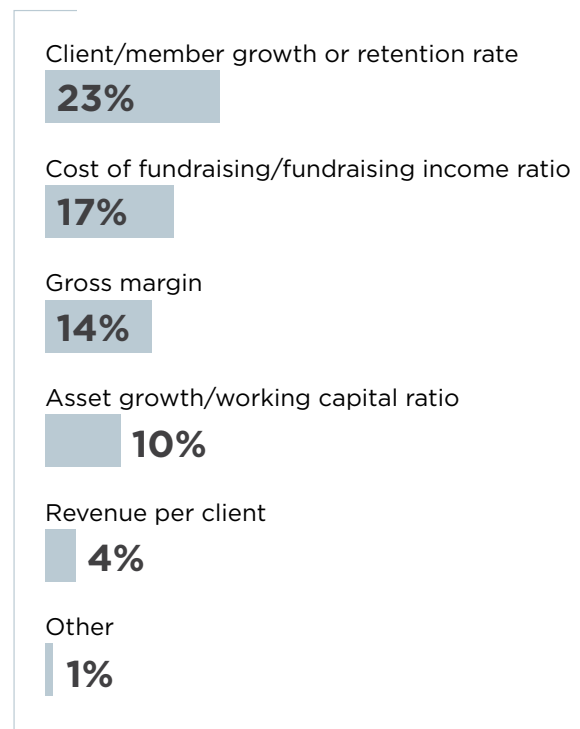 Client/member growth or retention rate
23%
Cost of fundraising/fundraising income ratio
17%
Gross margin
14%
Asset growth/working capital ratio
10%
Revenue per client
4%
Other
1%